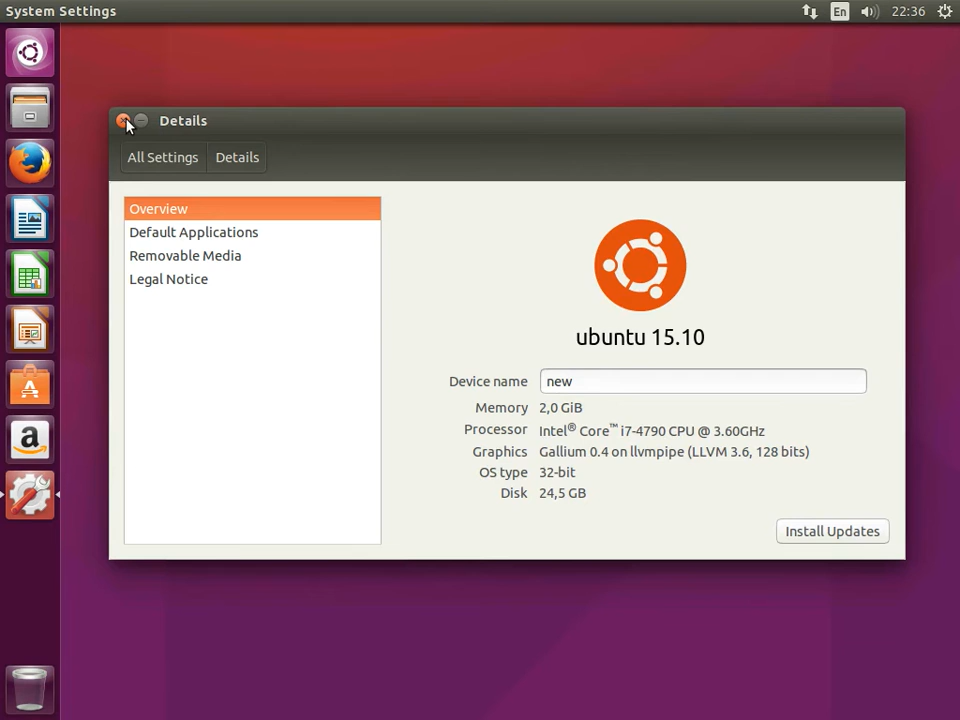 System Settings
En
22:36
Details
All Settings
Details
Overview
Default Applications
Removable Media
Legal Notice
ubuntu 15.10
Device name
new
Memory
2,0 GiB
Processor
Intel® Core™ i7-4790 CPU @ 3.60GHz
Graphics
Gallium 0.4 on llvmpipe (LLVM 3.6, 128 bits)
OS type
32-bit
Disk
24,5 GB
Install Updates